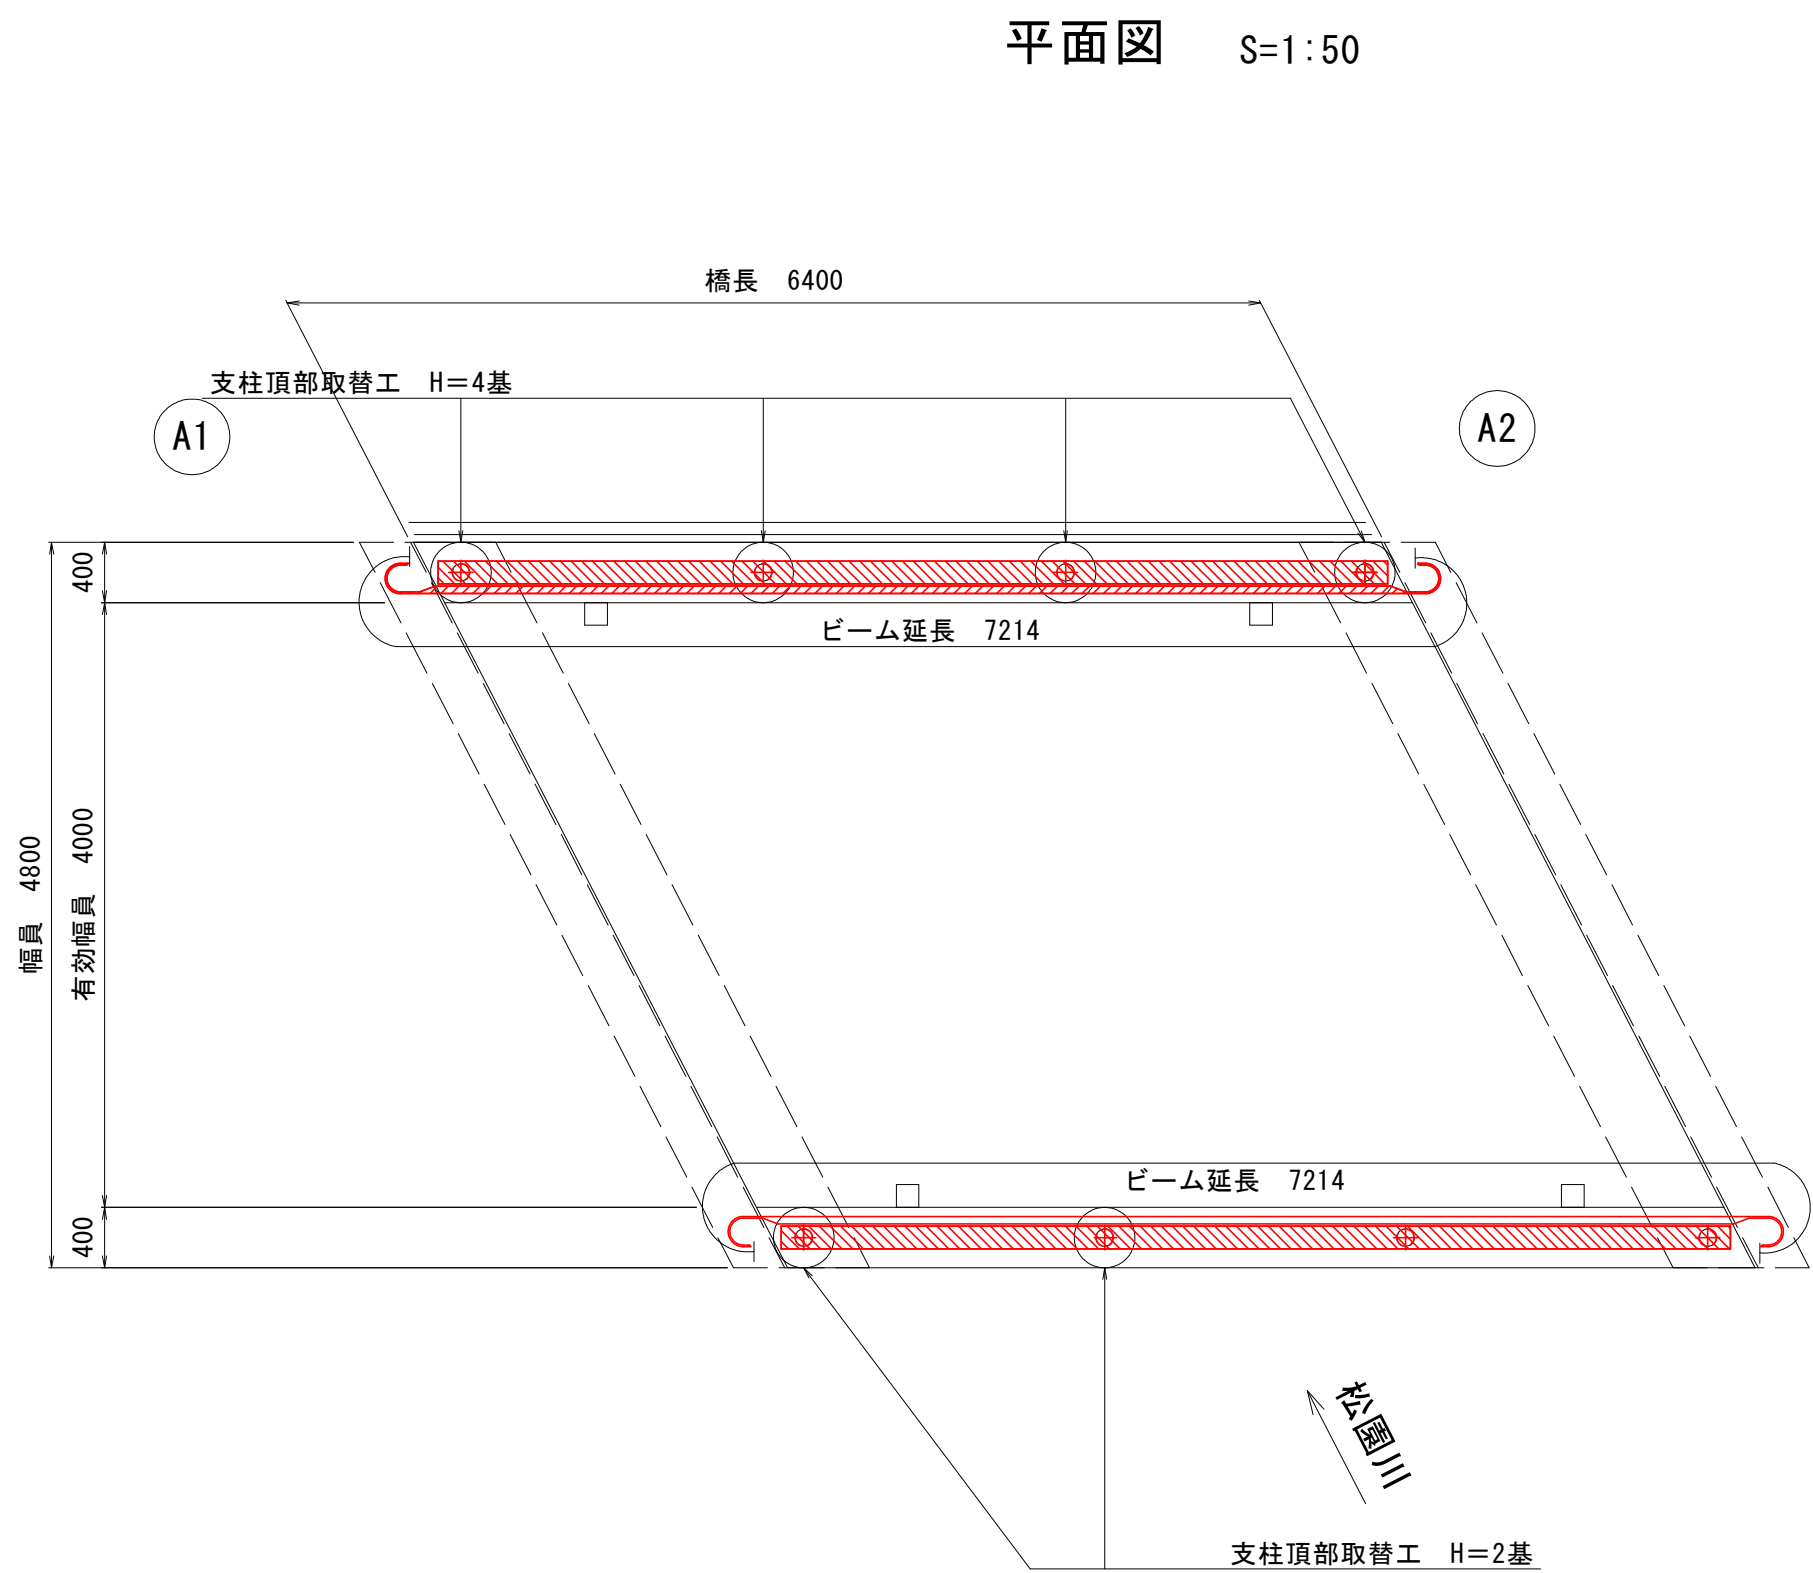 平面図　S=1:50
橋長　6400
支柱頂部取替工　H＝4基
A1
A2
400
ビーム延長　7214
幅員　4800
有効幅員　4000
ビーム延長　7214
400
松園川
支柱頂部取替工　H＝2基